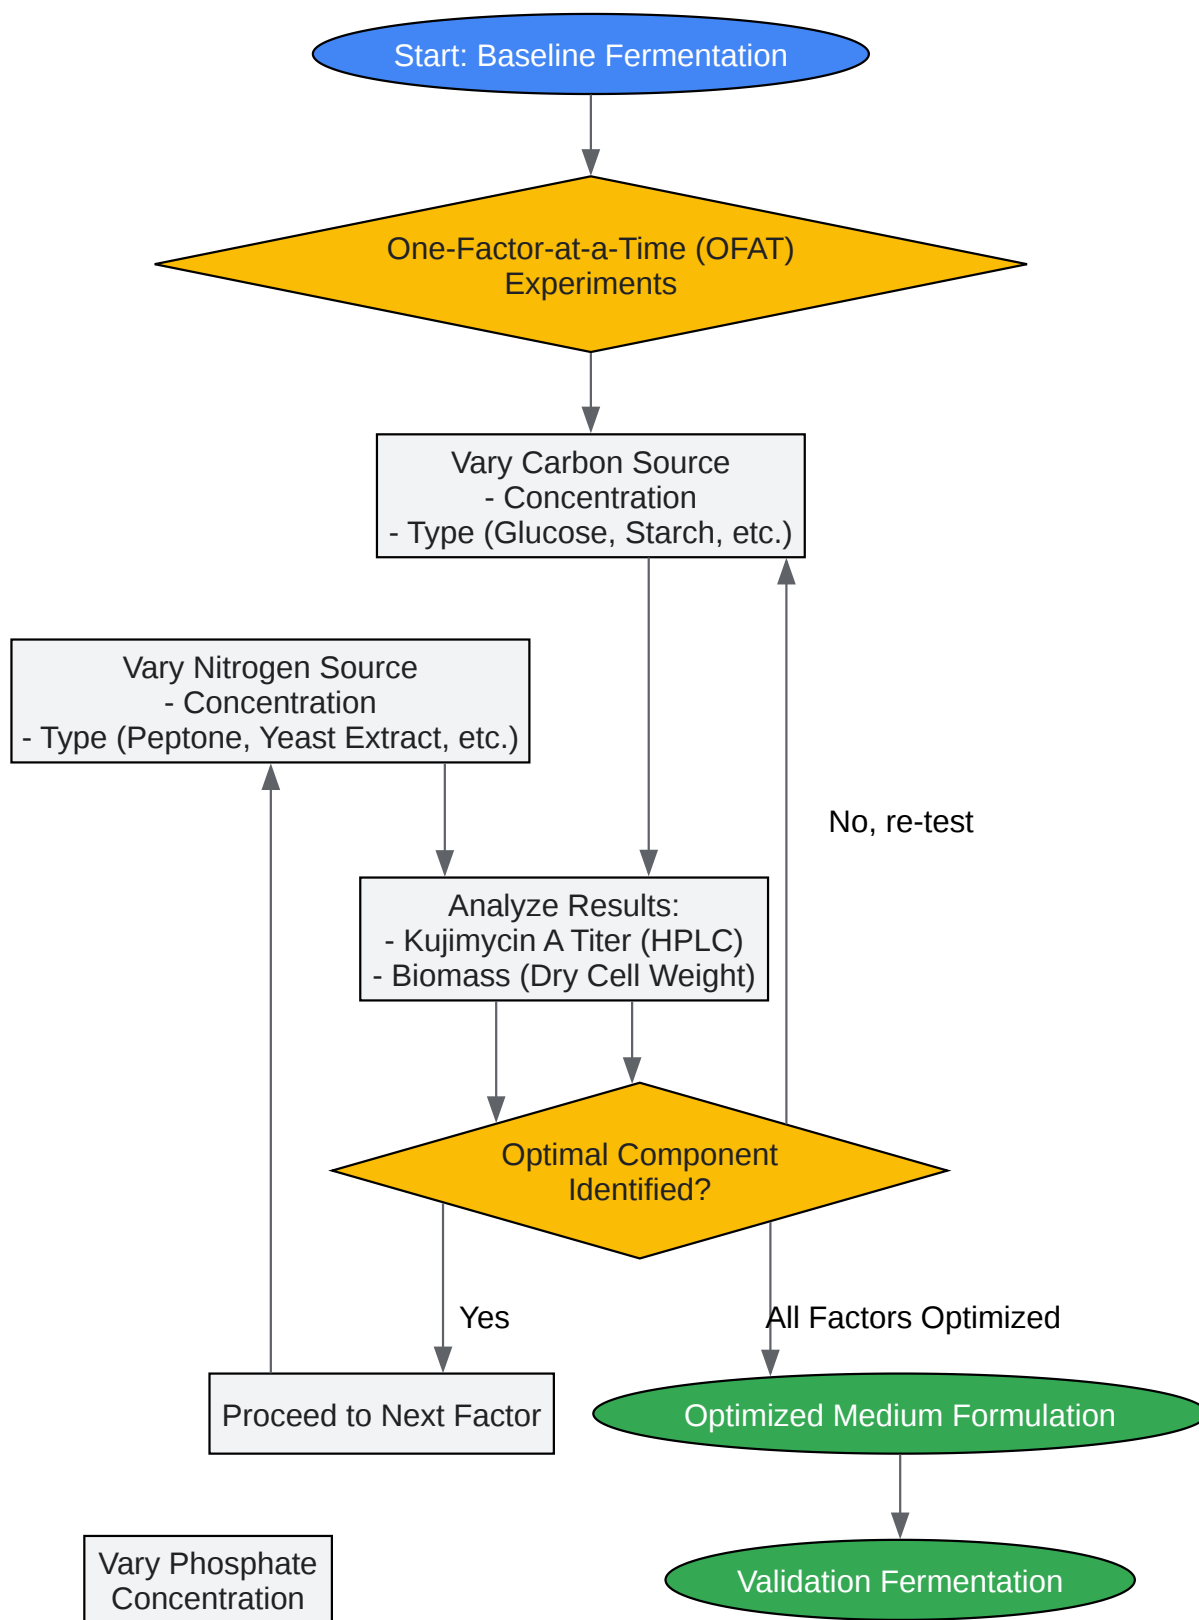 Start: Baseline Fermentation
One-Factor-at-a-Time (OFAT)
Experiments
Vary Carbon Source
- Concentration
- Type (Glucose, Starch, etc.)
Vary Nitrogen Source
- Concentration
- Type (Peptone, Yeast Extract, etc.)
No, re-test
Analyze Results:
- Kujimycin A Titer (HPLC)
- Biomass (Dry Cell Weight)
Optimal Component
Identified?
Yes
All Factors Optimized
Proceed to Next Factor
Optimized Medium Formulation
Vary Phosphate
Concentration
Validation Fermentation